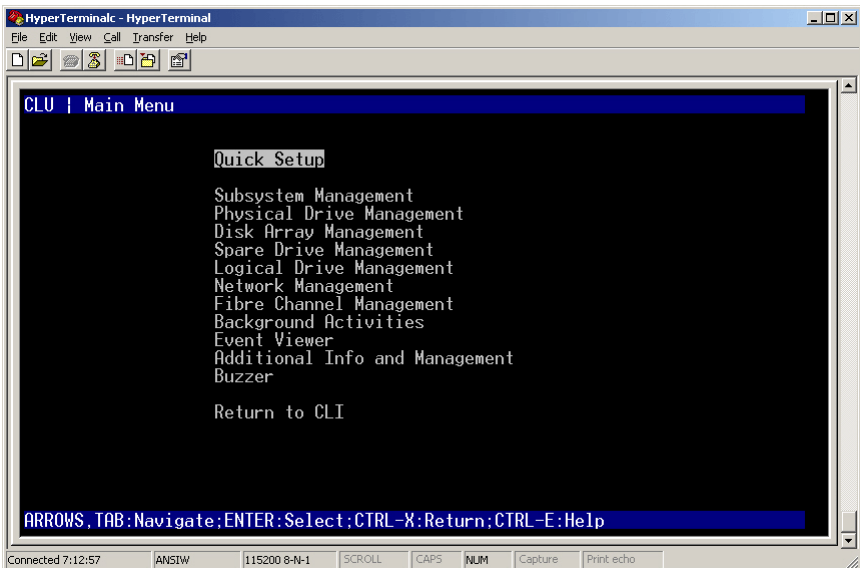 HyperTerminalc - HyperTerminal
File Edit View Call Transfer Help
CLU | Main Menu
Quick Setup
Subsystem Management
Physical Drive Management
Disk Array Management
Spare Drive Management
Logical Drive Management
Network Management
Fibre Channel Management
Background Activities
Event Viewer
Additional Info and Management
Buzzer
Return to CLI
ARROWS,TAB:Navigate;ENTER:Select;CTRL-X:Return;CTRL-E:Help
Connected 7:12:57 ANSIW 115200 8-N-1 SCROLL CAPS NUM Capture Print echo